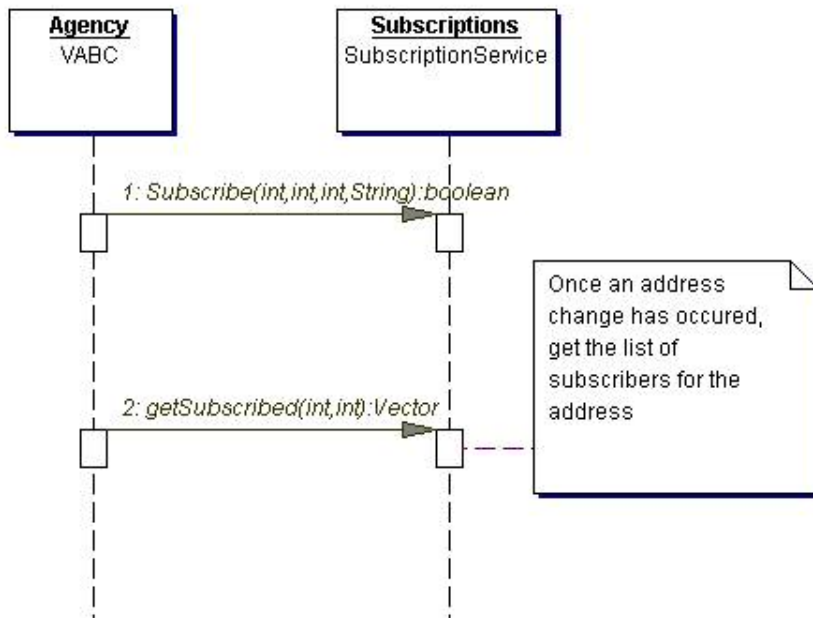 Agency
VABC
Subscriptions
SubscriptionService
1: Subscribe(int,int,int,String):boolean
Once an address
change has occured,
get the list of
subscribers for the
address
2: getSubscribed(int,int):Vector